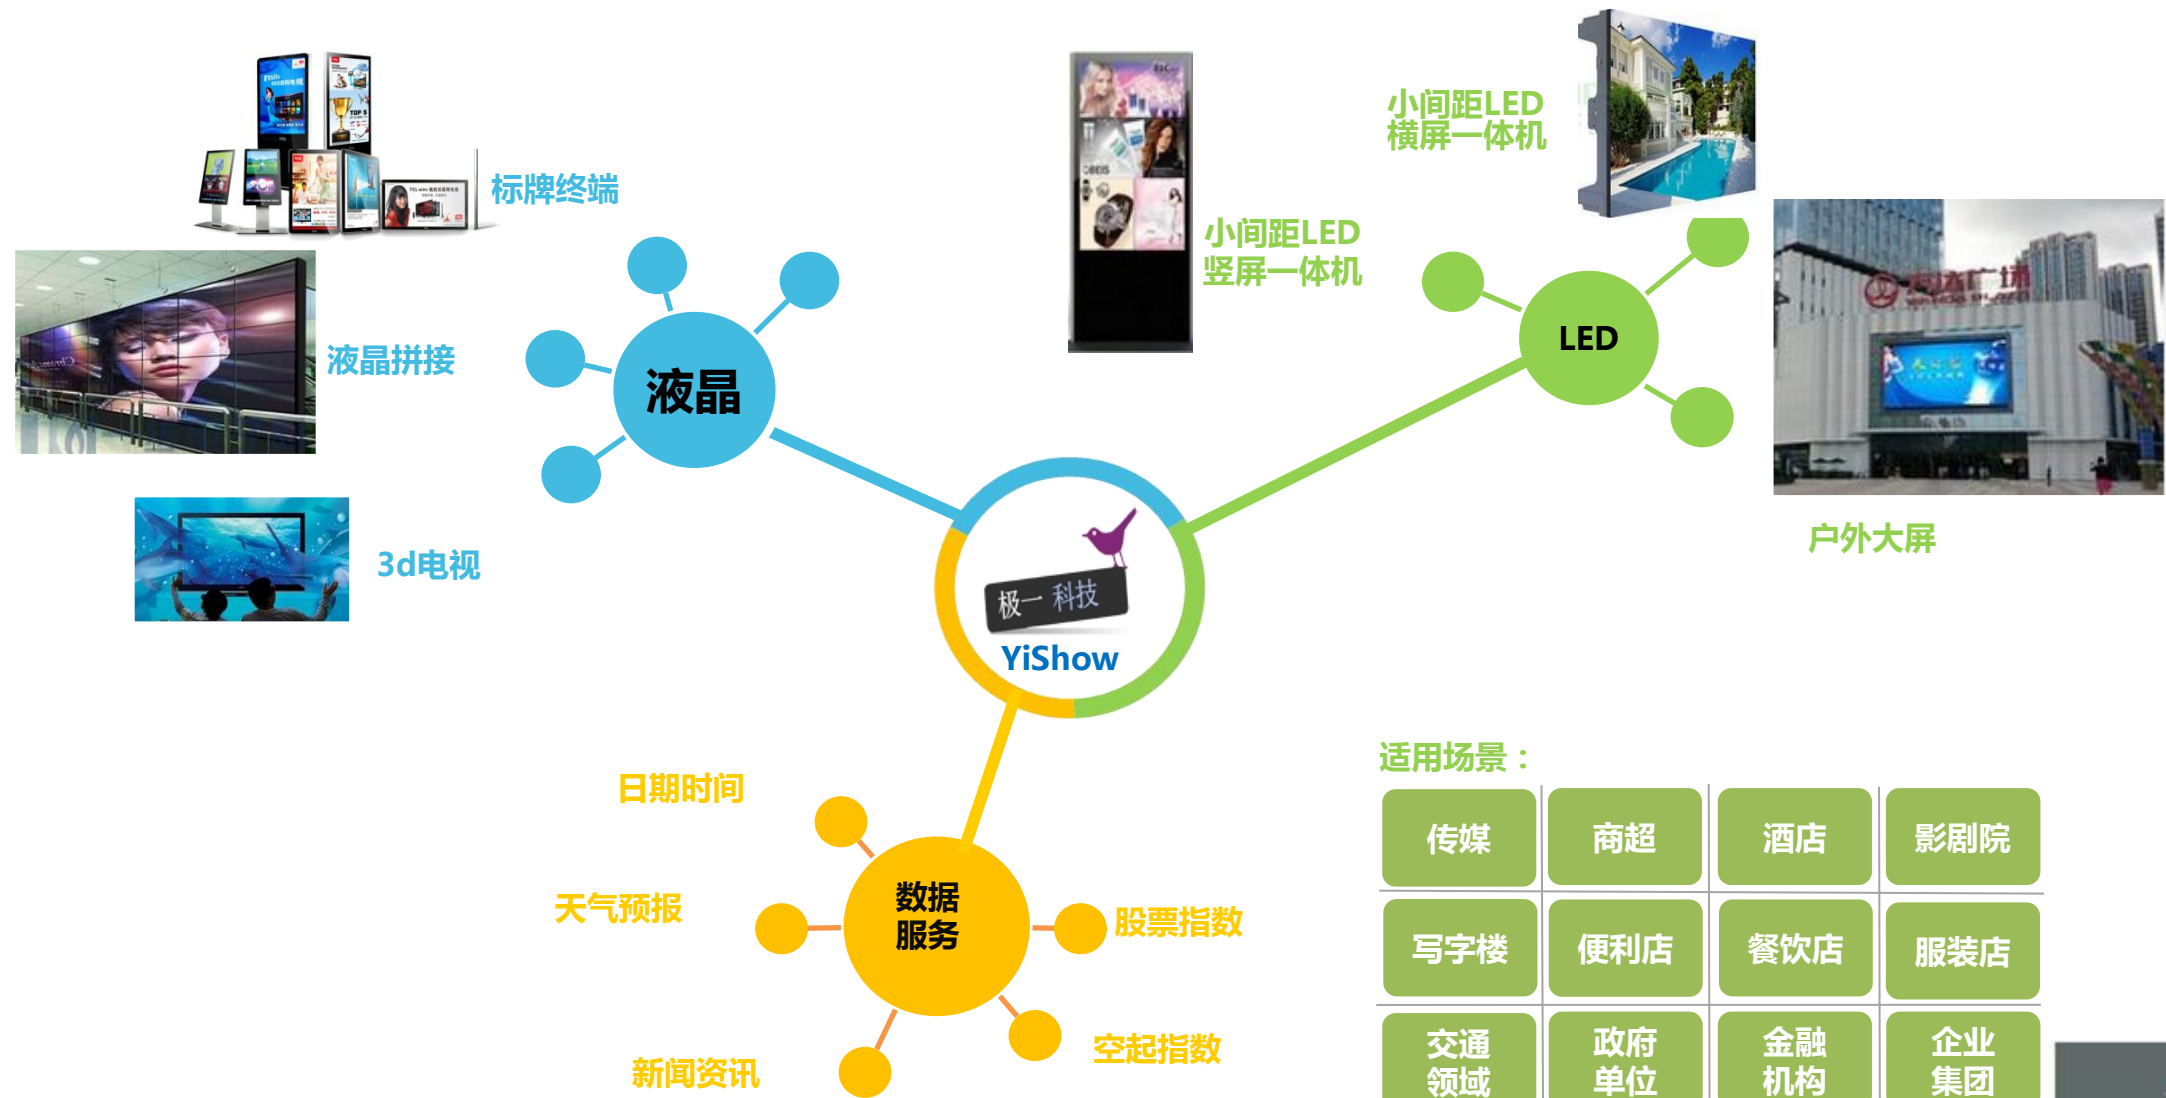 标牌终端
液晶拼接
3d电视
液晶
小间距LED
竖屏一体机
小间距LED
横屏一体机
LED
户外大屏
极一 科技
YiShow
日期时间
天气预报
新闻资讯
数据
服务
股票指数
空起指数
适用场景：
传媒
商超
酒店
影剧院
写字楼
便利店
餐饮店
服装店
交通
领域
政府
单位
金融
机构
企业
集团